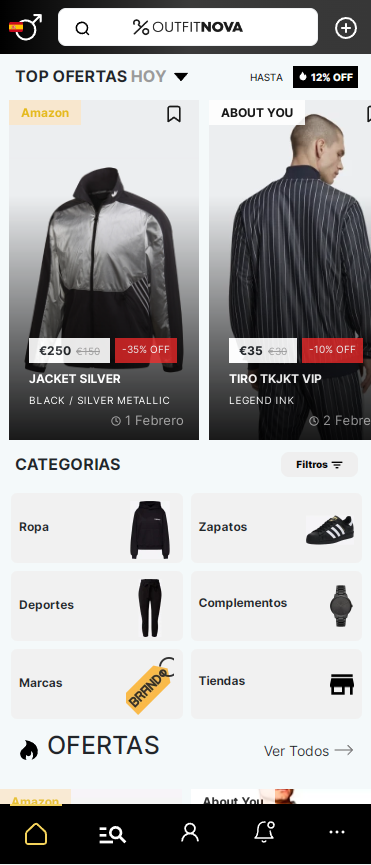 OUTFITNOVA
TOP OFERTAS HOY
HASTA
12% OFF
Amazon
ABOUT YOU
€250 €150 -35% OFF
JACKET SILVER
BLACK / SILVER METALLIC
1 Febrero
€35 €30 -10% OFF
TIRO TKJKT VIP
LEGEND INK
2 Febre
CATEGORIAS
Filtros
Ropa
Zapatos
Deportes
Complementos
Marcas
BRAND
Tiendas
OFERTAS
Ver Todos
Amazon
About You